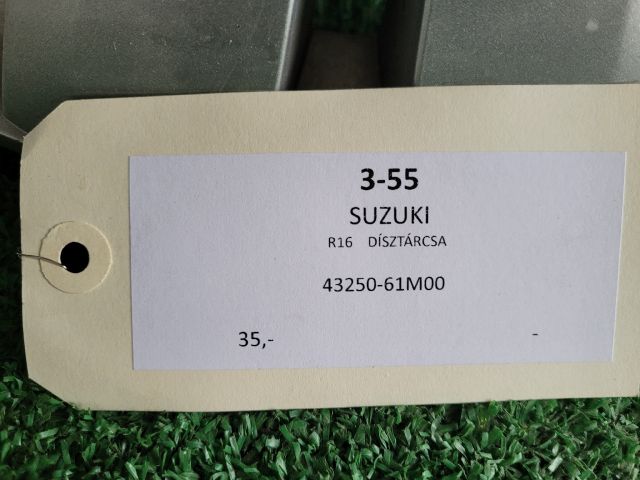 3-55
SUZUKI
R16 DÍSZTÁRCSA
43250-61M00
35,- -